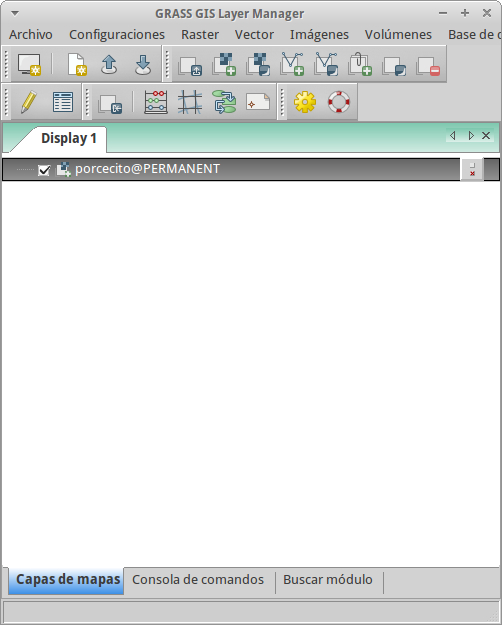 GRASS GIS Layer Manager
Archivo Configuraciones Raster Vector Imágenes Volúmenes Base de
Display 1
porcecito@PERMANENT
Capas de mapas Consola de comandos Buscar módulo